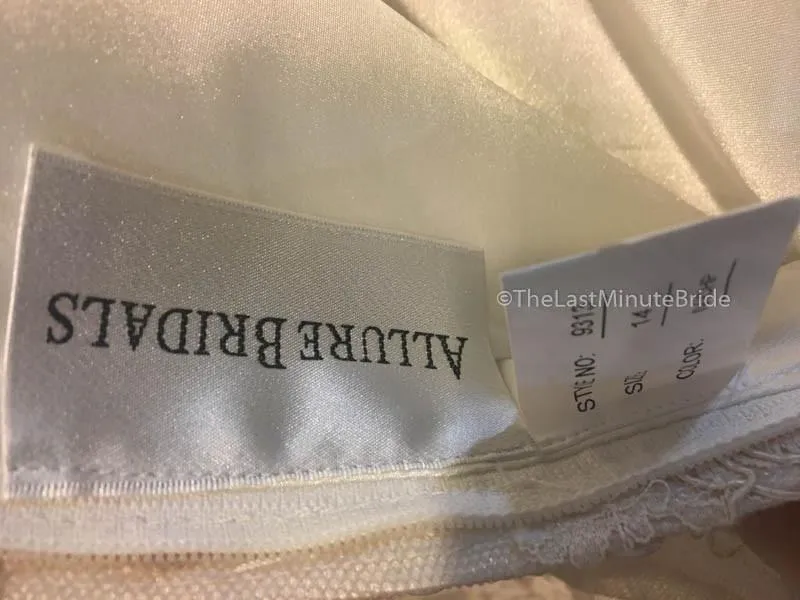 ALLURE BRIDALS
©TheLastMinuteBride
STYLE NO:
SIZE: 14
COLOR: